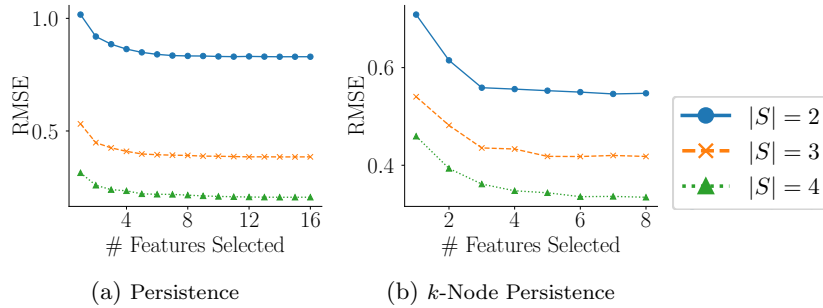 RMSE
1.0
0.5
4 8 12 16
# Features Selected
(a) Persistence
RMSE
0.6
0.4
2 4 6 8
# Features Selected
(b) k-Node Persistence
|S| = 2
|S| = 3
|S| = 4